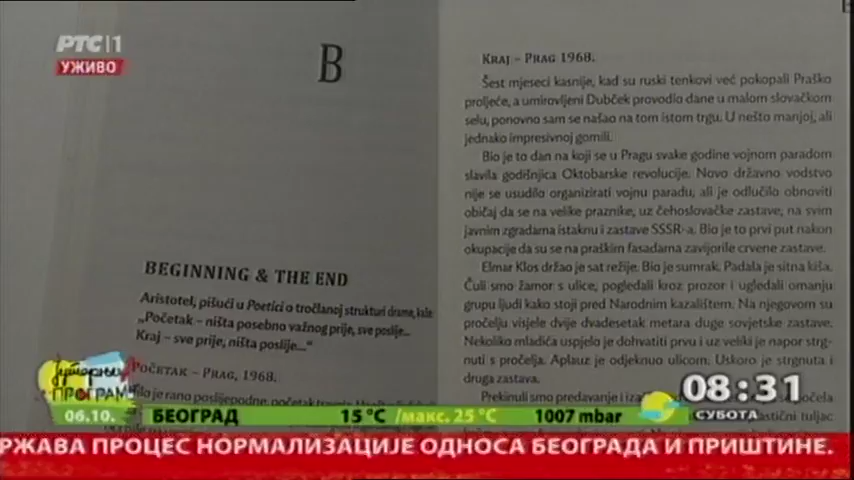 РТС|1
УЖИВО
B
BEGINNING & THE END
Aristotel, pišući u Poetici o tročlanoj strukturi drame, kaže
„Početak – ništa posebno važnog prije, sve poslije...
Kraj – sve prije, ništa poslije...“
POČETAK – PRAG, 1968.
je rano poslijepodne, početak
KRAJ – PRAG 1968.
Šest mjeseci kasnije, kad su ruski tenkovi već pokopali Praško
proljeće, a umirovljeni Dubček provodio dane u malom slovačkom
selu, ponovno sam se našao na tom istom trgu. U nešto manjoj, ali
jednako impresivnoj gomili.
Bio je to dan na koji se u Pragu svake godine vojnom paradom
slavila godišnjica Oktobarske revolucije. Novo državno vodstvo
nije se usudilo organizirati vojnu paradu, ali je odlučilo obnoviti
običaj da se na velike praznike, uz čehoslovačke zastave, na svim
javnim zgradama istaknu i zastave SSSR-a. Bio je to prvi put nakon
okupacije da su se na praškim fasadama zavijorile crvene zastave.
Elmar Klos držao je sat režije. Bio je sumrak. Padala je sitna kiša.
Čuli smo žamor s ulice, pogledali kroz prozor i ugledali omanju
grupu ljudi kako stoji pred Narodnim kazalištem. Na njegovom su
pročelju visjele dvije dvadesetak metara duge sovjetske zastave.
Nekoliko mladića uspjelo je dohvatiti prvu i uz veliki je napor strg-
nuti s pročelja. Aplauz je odjeknuo ulicom. Uskoro je strgnuta i
druga zastava.
Prekinuli smo predavanje i
tuljac
Јутарњи
ПРОГРАМ
08:31
СУБОТА
06.10. БЕОГРАД 15°C /макс. 25°C 1007 mbar
РЖАВА ПРОЦЕС НОРМАЛИЗАЦИЈЕ ОДНОСА БЕОГРАДА И ПРИШТИНЕ.